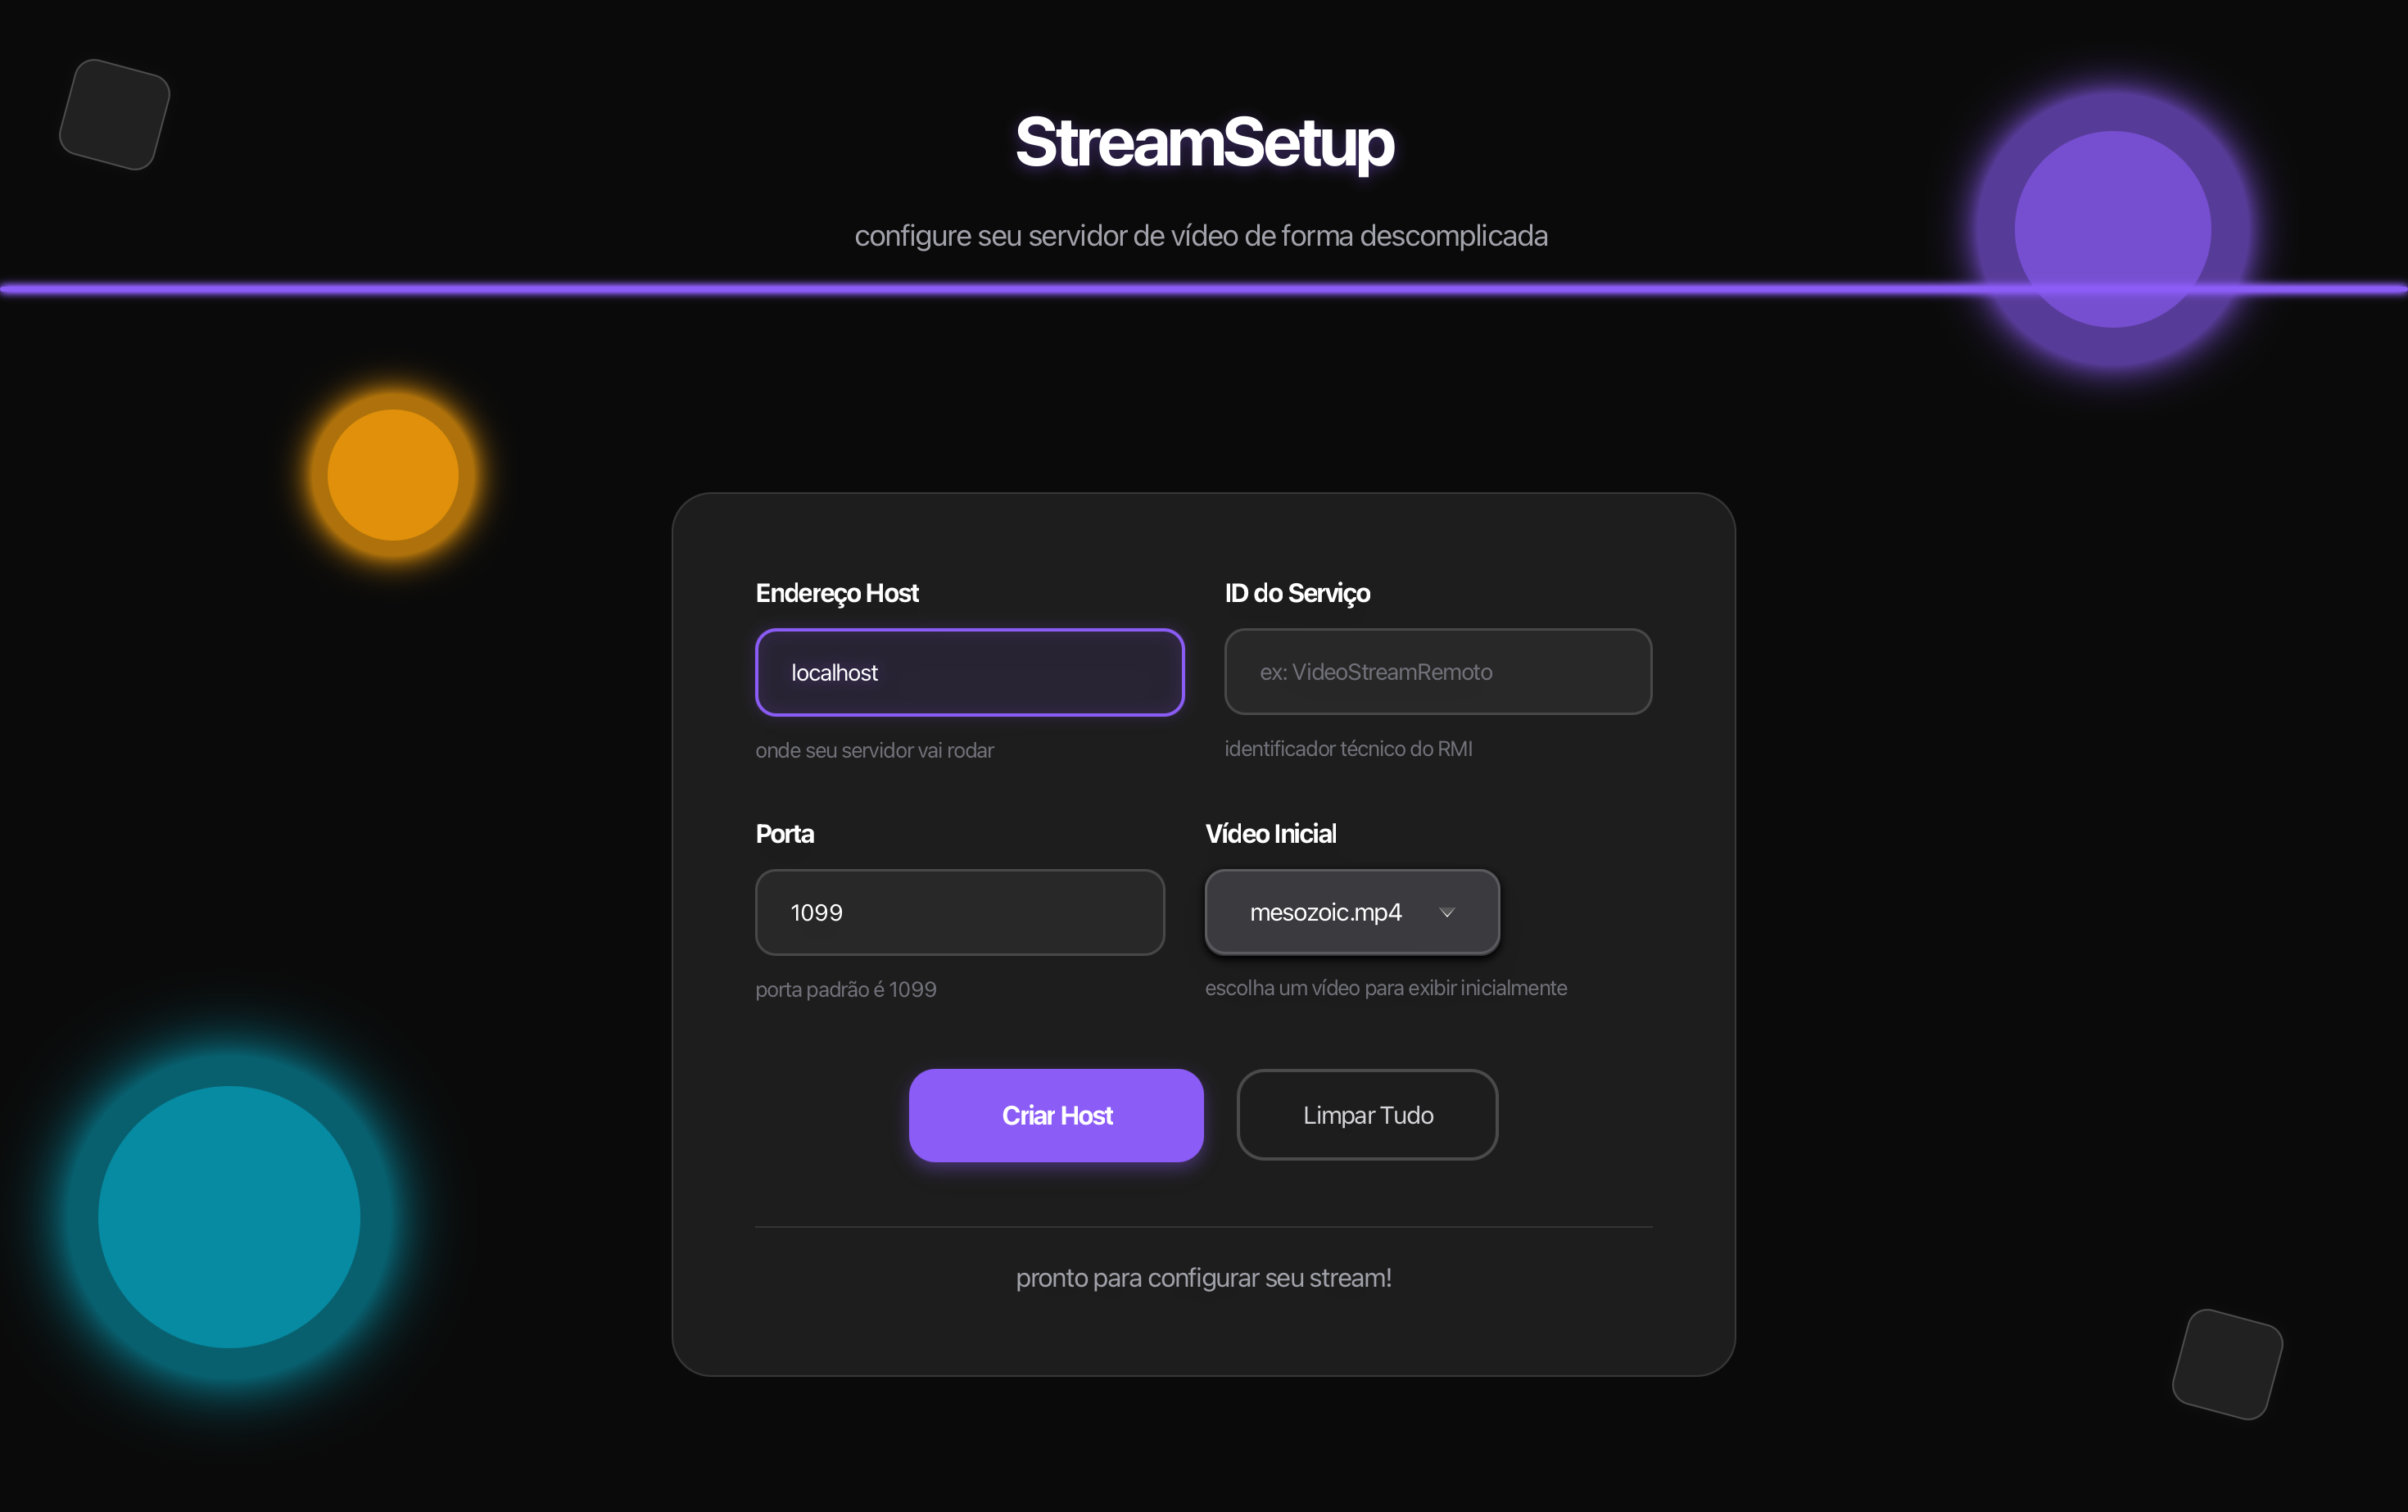 StreamSetup
configure seu servidor de vídeo de forma descomplicada
Endereço Host
ID do Serviço
localhost
ex: VideoStreamRemoto
onde seu servidor vai rodar
identificador técnico do RMI
Porta
Vídeo Inicial
1099
mesozoic.mp4
porta padrão é 1099
escolha um vídeo para exibir inicialmente
Criar Host
Limpar Tudo
pronto para configurar seu stream!